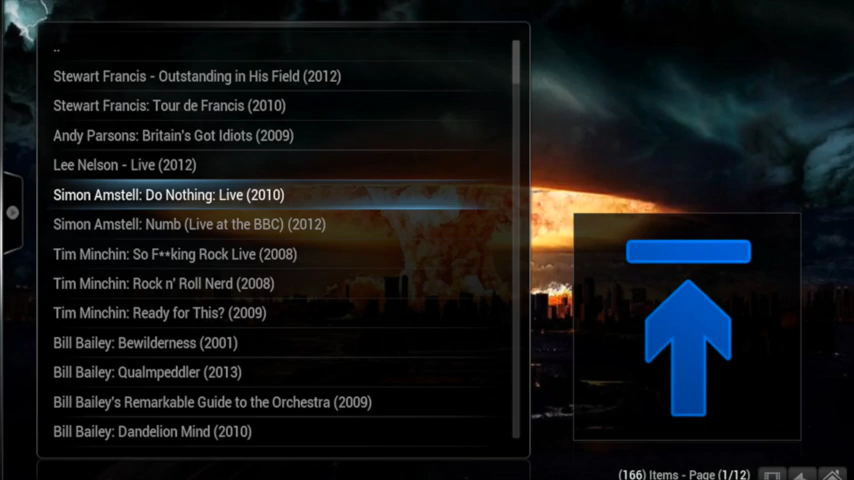 ..
Stewart Francis - Outstanding in His Field (2012)
Stewart Francis: Tour de Francis (2010)
Andy Parsons: Britain's Got Idiots (2009)
Lee Nelson - Live (2012)
Simon Amstell: Do Nothing: Live (2010)
Simon Amstell: Numb (Live at the BBC) (2012)
Tim Minchin: So F**king Rock Live (2008)
Tim Minchin: Rock n' Roll Nerd (2008)
Tim Minchin: Ready for This? (2009)
Bill Bailey: Bewilderness (2001)
Bill Bailey: Qualmpeddler (2013)
Bill Bailey's Remarkable Guide to the Orchestra (2009)
Bill Bailey: Dandelion Mind (2010)
(166) Items - Page (1/12)